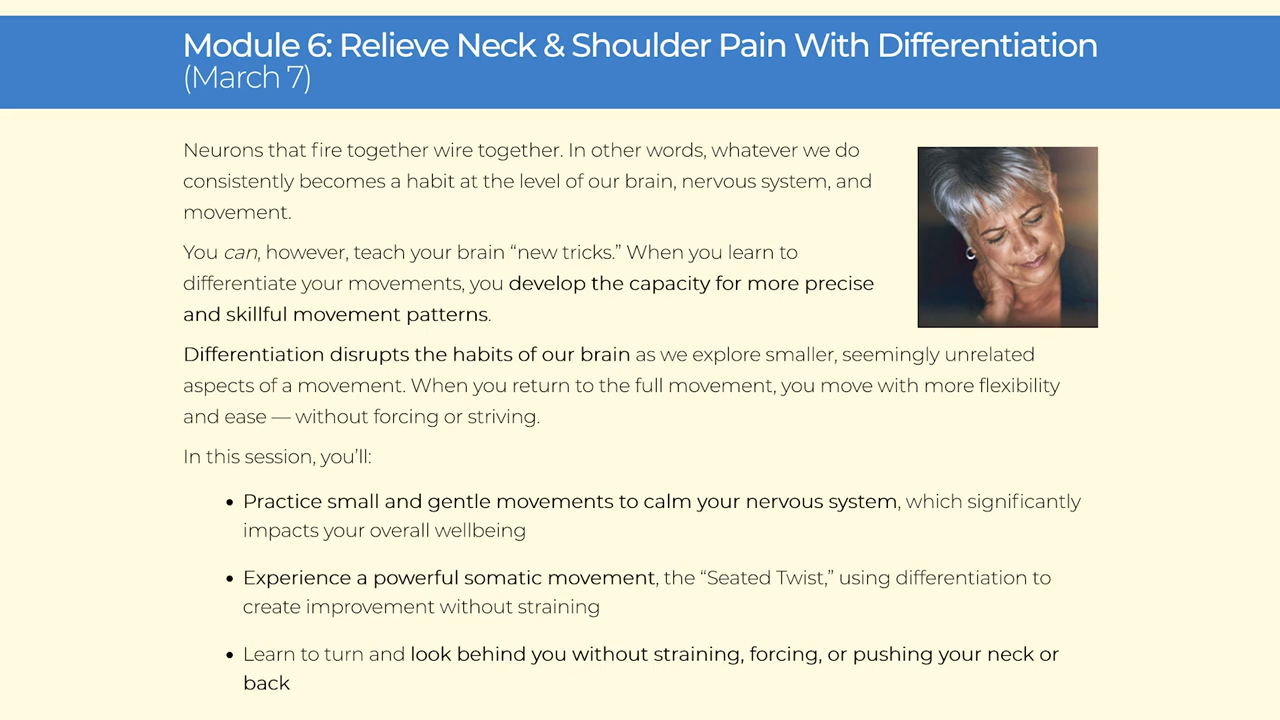 Module 6: Relieve Neck & Shoulder Pain With Differentiation
(March 7)
Neurons that fire together wire together. In other words, whatever we do
consistently becomes a habit at the level of our brain, nervous system, and
movement.
You can, however, teach your brain “new tricks.” When you learn to
differentiate your movements, you develop the capacity for more precise
and skillful movement patterns.
Differentiation disrupts the habits of our brain as we explore smaller, seemingly unrelated
aspects of a movement. When you return to the full movement, you move with more flexibility
and ease — without forcing or striving.
In this session, you’ll:
• Practice small and gentle movements to calm your nervous system, which significantly
impacts your overall wellbeing
• Experience a powerful somatic movement, the “Seated Twist,” using differentiation to
create improvement without straining
• Learn to turn and look behind you without straining, forcing, or pushing your neck or
back